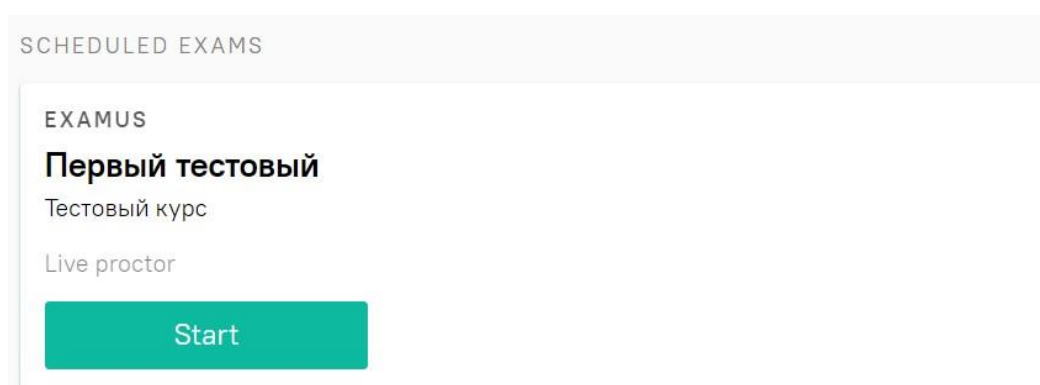 SCHEDULED EXAMS
EXAMUS
Первый тестовый
Тестовый курс
Live proctor
Start